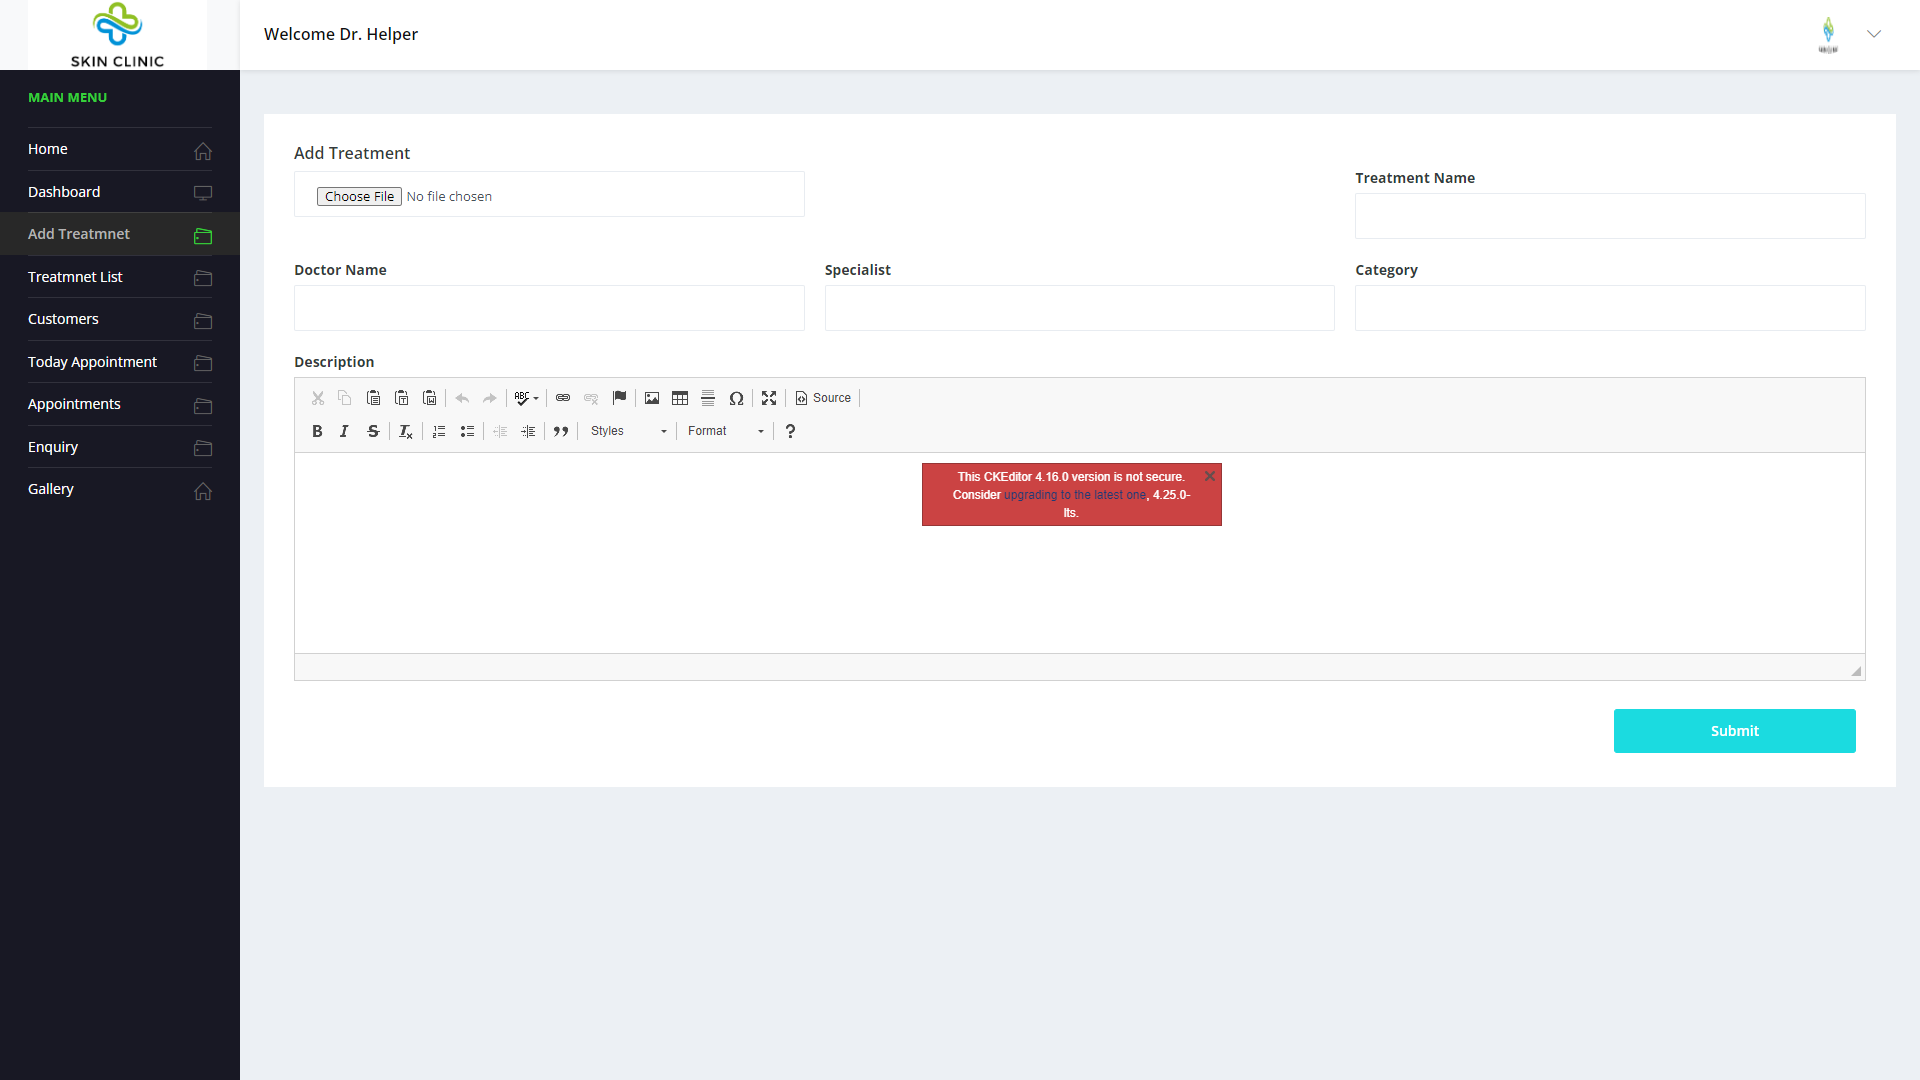 SKIN CLINIC
Welcome Dr. Helper
MAIN MENU
Home
Dashboard
Add Treatmnet
Treatmnet List
Customers
Today Appointment
Appointments
Enquiry
Gallery
Add Treatment
Choose File No file chosen
Treatment Name
Doctor Name
Specialist
Category
Description
ABC
Source
B I S Tx
Styles
Format
?
This CKEditor 4.16.0 version is not secure.
Consider upgrading to the latest one, 4.25.0-
lts.
Submit